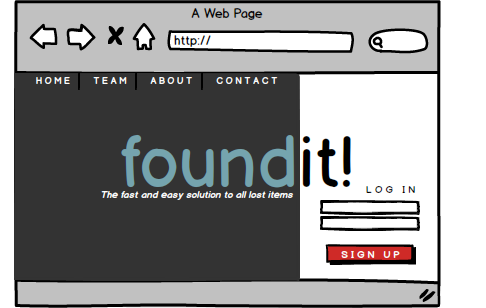 A Web Page
http://
HOME TEAM ABOUT CONTACT
foundit!
The fast and easy solution to all lost items
LOG IN
SIGN UP